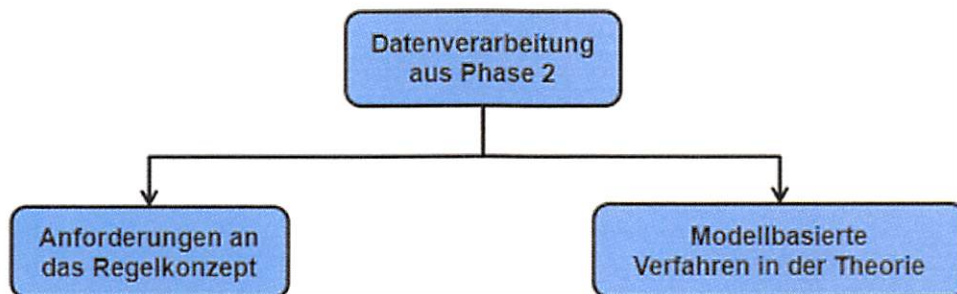 Datenverarbeitung
aus Phase 2
Anforderungen an
das Regelkonzept
Modellbasierte
Verfahren in der Theorie